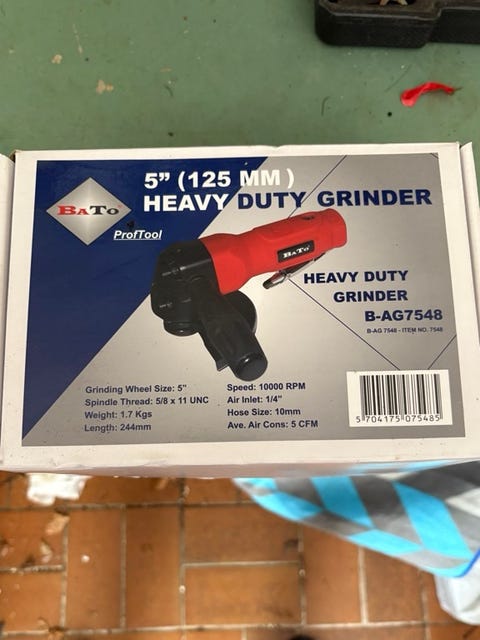 5” (125 MM )
HEAVY DUTY GRINDER
BATO®
ProfTool
BATO
HEAVY DUTY
GRINDER
B-AG7548
B-AG 7548 - ITEM NO. 7548
Grinding Wheel Size: 5”
Spindle Thread: 5/8 x 11 UNC
Weight: 1.7 Kgs
Length: 244mm
Speed: 10000 RPM
Air Inlet: 1/4”
Hose Size: 10mm
Ave. Air Cons: 5 CFM
5 704175 075485